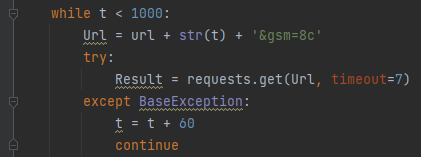 while t < 1000:
    Url = url + str(t) + '&gsm=8c'
    try:
        Result = requests.get(Url, timeout=7)
    except BaseException:
        t = t + 60
        continue